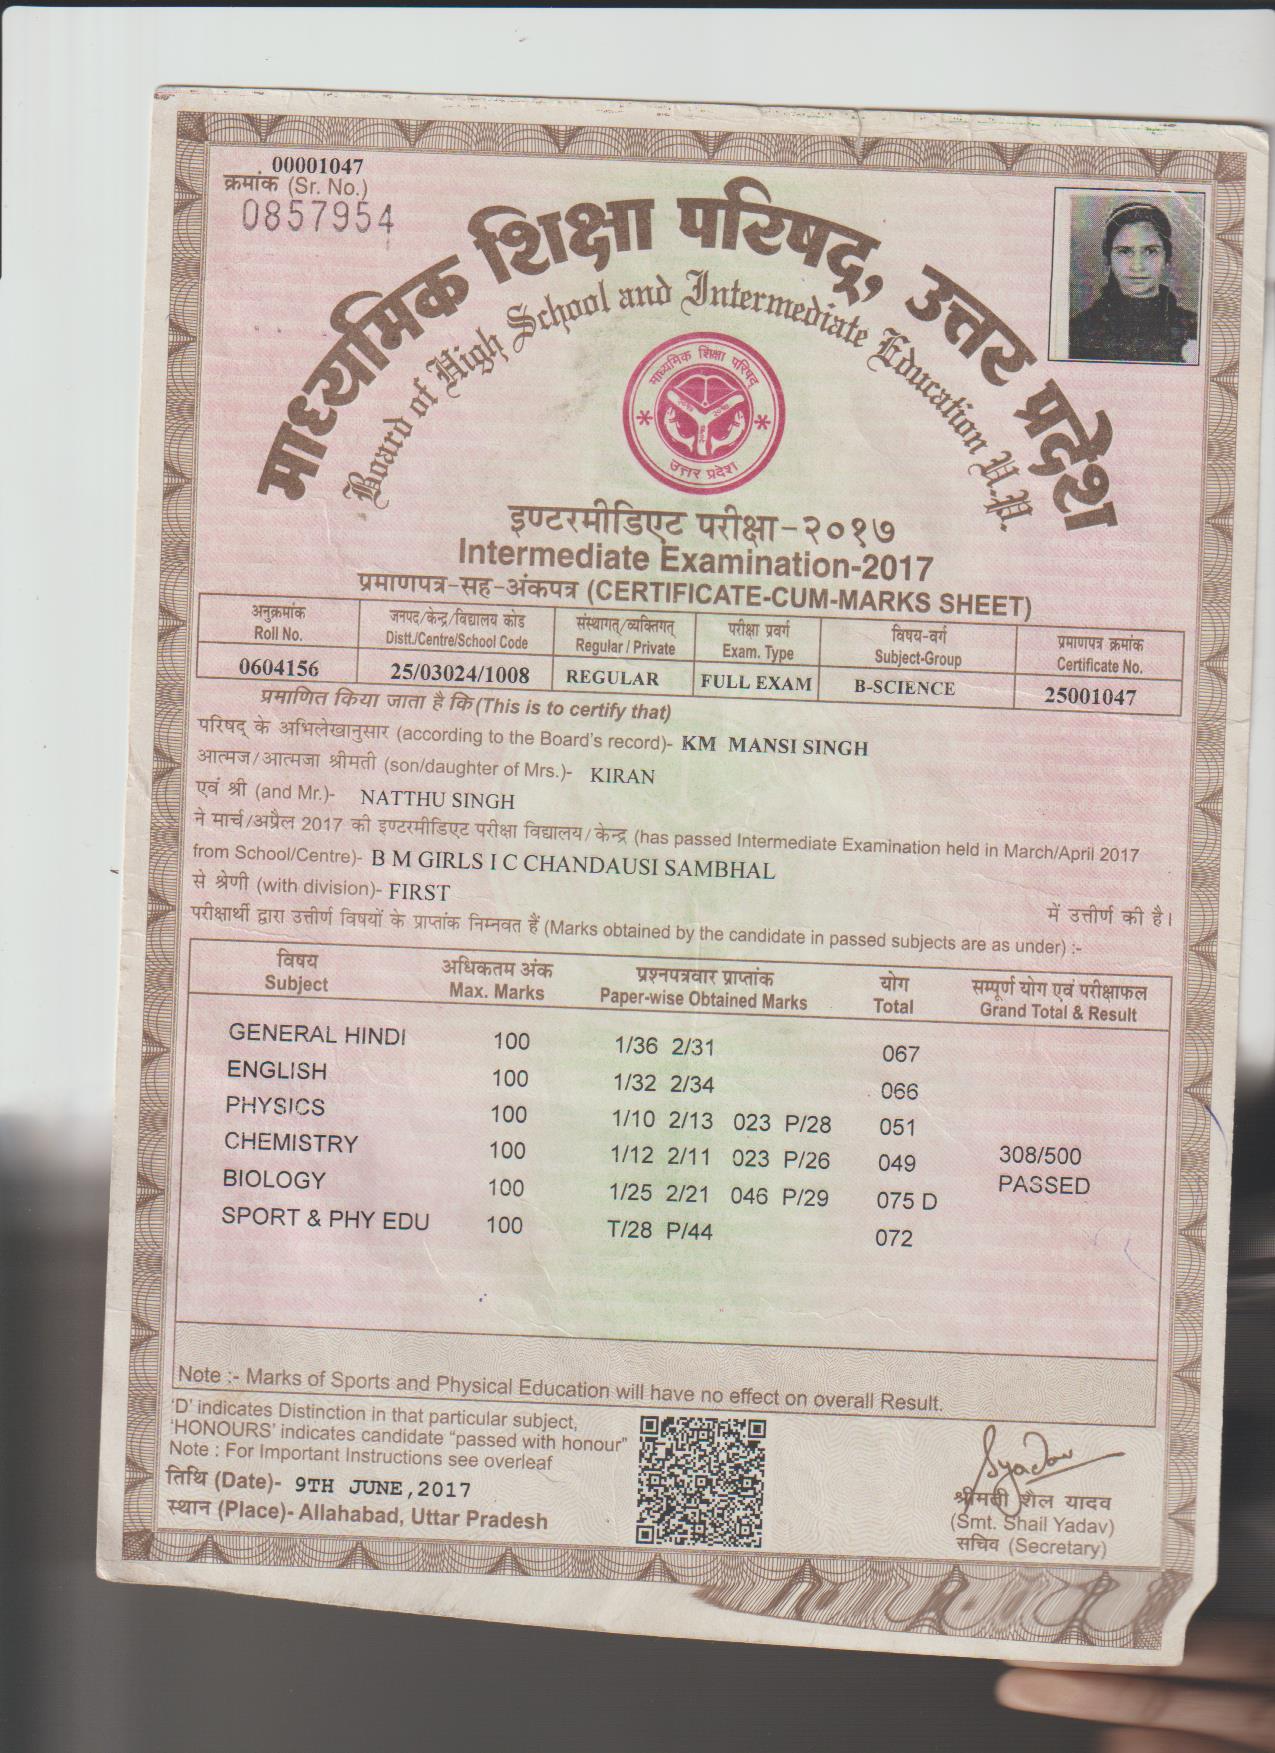 00001047
क्रमांक (Sr. No.)
0857954
माध्यमिक शिक्षा परिषद्, उत्तर प्रदेश
Board of High School and Intermediate Education U.P.
माध्यमिक शिक्षा परिषद्
उत्तर प्रदेश
इण्टरमीडिएट परीक्षा-२०१७
Intermediate Examination-2017
प्रमाणपत्र-सह-अंकपत्र (CERTIFICATE-CUM-MARKS SHEET)
अनुक्रमांक जनपद/केन्द्र/विद्यालय कोड संस्थागत्/व्यक्तिगत् परीक्षा प्रवर्ग विषय-वर्ग प्रमाणपत्र क्रमांक
Roll No. Distt./Centre/School Code Regular / Private Exam. Type Subject-Group Certificate No.
0604156 25/03024/1008 REGULAR FULL EXAM B-SCIENCE 25001047
प्रमाणित किया जाता है कि (This is to certify that)
परिषद् के अभिलेखानुसार (according to the Board's record)- KM MANSI SINGH
आत्मज/आत्मजा श्रीमती (son/daughter of Mrs.)- KIRAN
एवं श्री (and Mr.)- NATTHU SINGH
ने मार्च/अप्रैल 2017 की इण्टरमीडिएट परीक्षा विद्यालय/केन्द्र (has passed Intermediate Examination held in March/April 2017
from School/Centre)- B M GIRLS I C CHANDAUSI SAMBHAL
से श्रेणी (with division)- FIRST में उत्तीर्ण की है।
परीक्षार्थी द्वारा उत्तीर्ण विषयों के प्राप्तांक निम्नवत हैं (Marks obtained by the candidate in passed subjects are as under) :-
विषय अधिकतम अंक प्रश्नपत्रवार प्राप्तांक योग सम्पूर्ण योग एवं परीक्षाफल
Subject Max. Marks Paper-wise Obtained Marks Total Grand Total & Result
GENERAL HINDI 100 1/36 2/31 067
ENGLISH 100 1/32 2/34 066
PHYSICS 100 1/10 2/13 023 P/28 051
CHEMISTRY 100 1/12 2/11 023 P/26 049 308/500
BIOLOGY 100 1/25 2/21 046 P/29 075 D PASSED
SPORT & PHY EDU 100 T/28 P/44 072
Note :- Marks of Sports and Physical Education will have no effect on overall Result.
'D' indicates Distinction in that particular subject,
'HONOURS' indicates candidate "passed with honour"
Note : For Important Instructions see overleaf
तिथि (Date)- 9TH JUNE,2017
स्थान (Place)- Allahabad, Uttar Pradesh
Syadav
श्रीमती शैल यादव
(Smt. Shail Yadav)
सचिव (Secretary)